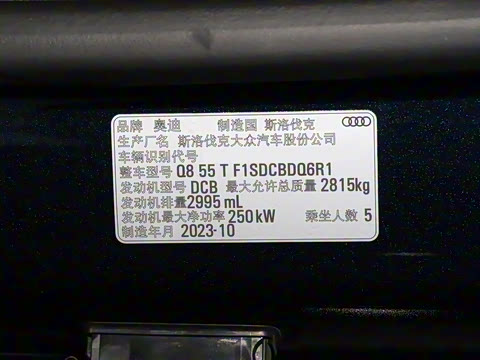 品牌 奥迪 制造国 斯洛伐克
生产厂名 斯洛伐克大众汽车股份公司
车辆识别代号
整车型号 Q8 55 T F1SDCBDQ6R1
发动机型号 DCB 最大允许总质量 2815kg
发动机排量 2995 mL
发动机最大净功率 250 kW 乘坐人数 5
制造年月 2023-10